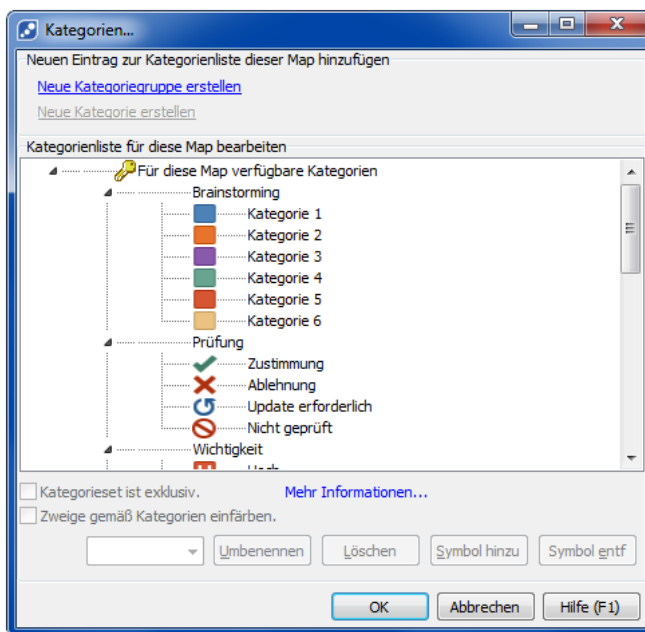 Kategorien...
Neuen Eintrag zur Kategorienliste dieser Map hinzufügen
Neue Kategoriegruppe erstellen
Neue Kategorie erstellen
Kategorienliste für diese Map bearbeiten
Für diese Map verfügbare Kategorien
Brainstorming
Kategorie 1
Kategorie 2
Kategorie 3
Kategorie 4
Kategorie 5
Kategorie 6
Prüfung
Zustimmung
Ablehnung
Update erforderlich
Nicht geprüft
Wichtigkeit
Kategorieset ist exklusiv. Mehr Informationen...
Zweige gemäß Kategorien einfärben.
Umbenennen Löschen Symbol hinzu Symbol entf
OK Abbrechen Hilfe (F1)